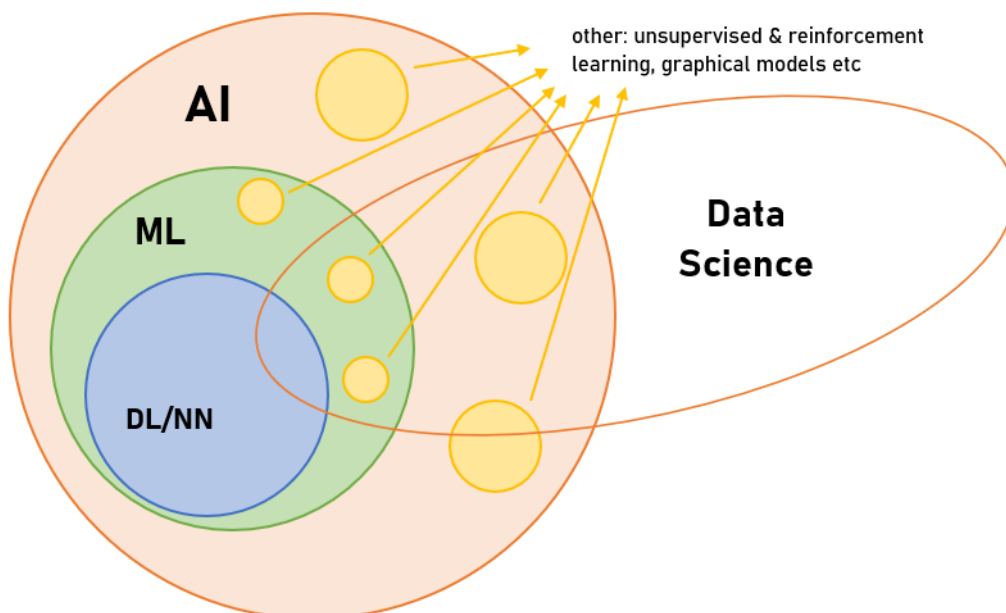 other: unsupervised & reinforcement
learning, graphical models etc
AI
ML
Data
Science
DL/NN